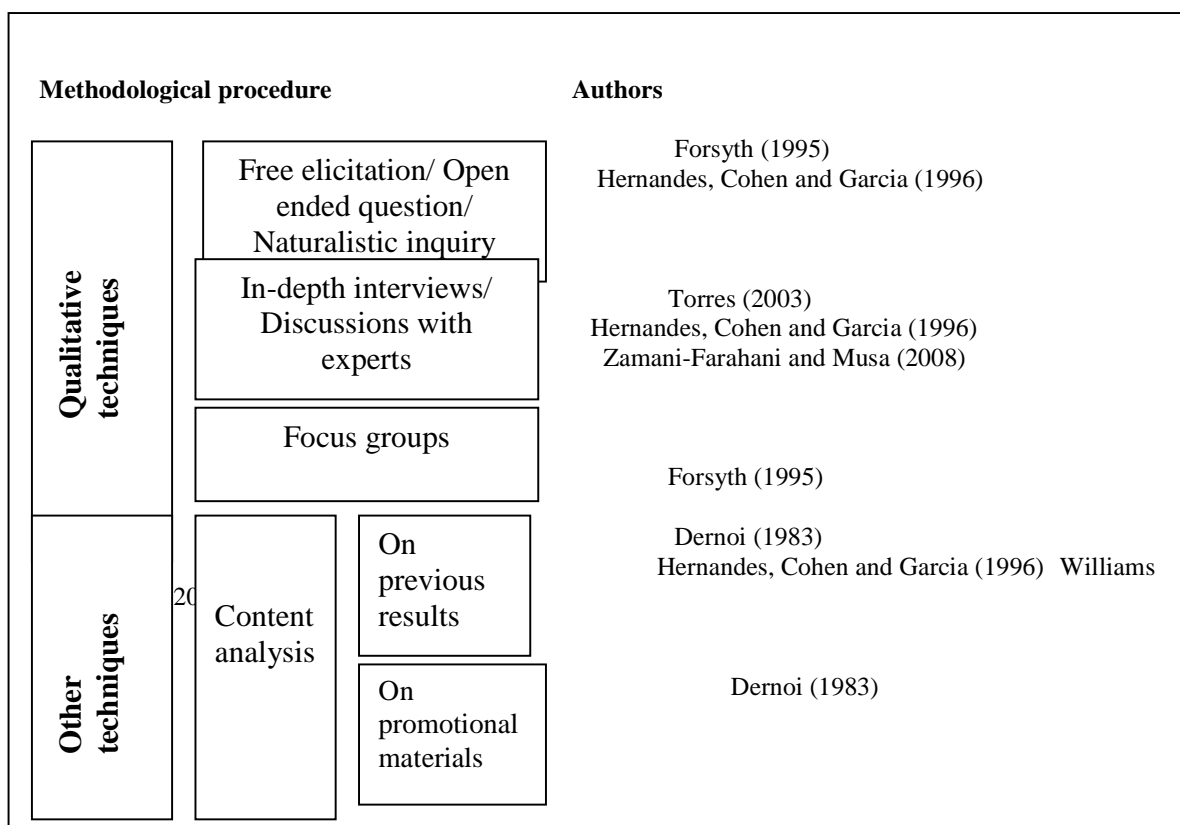 Methodological procedure Authors
Qualitative
techniques
Free elicitation/ Open
ended question/
Naturalistic inquiry
Forsyth (1995)
Hernandes, Cohen and Garcia (1996)
In-depth interviews/
Discussions with
experts
Torres (2003)
Hernandes, Cohen and Garcia (1996)
Zamani-Farahani and Musa (2008)
Focus groups
Forsyth (1995)
Other
techniques
20
Content
analysis
On
previous
results
Dernoi (1983)
Hernandes, Cohen and Garcia (1996) Williams
On
promotional
materials
Dernoi (1983)